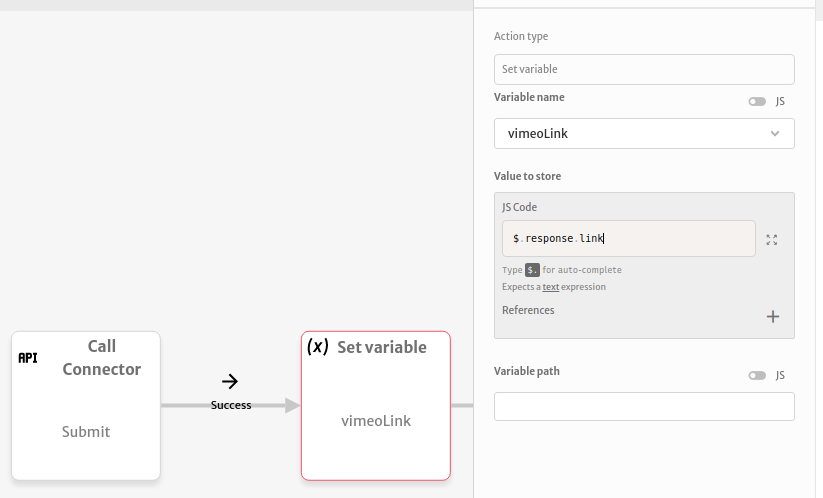 Action type
Set variable
Variable name
JS
vimeoLink
Value to store
JS Code
$.response.link
Type $. for auto-complete
Expects a text expression
References
Variable path
JS
API
Call
Connector
Submit
Success
(x) Set variable
vimeoLink